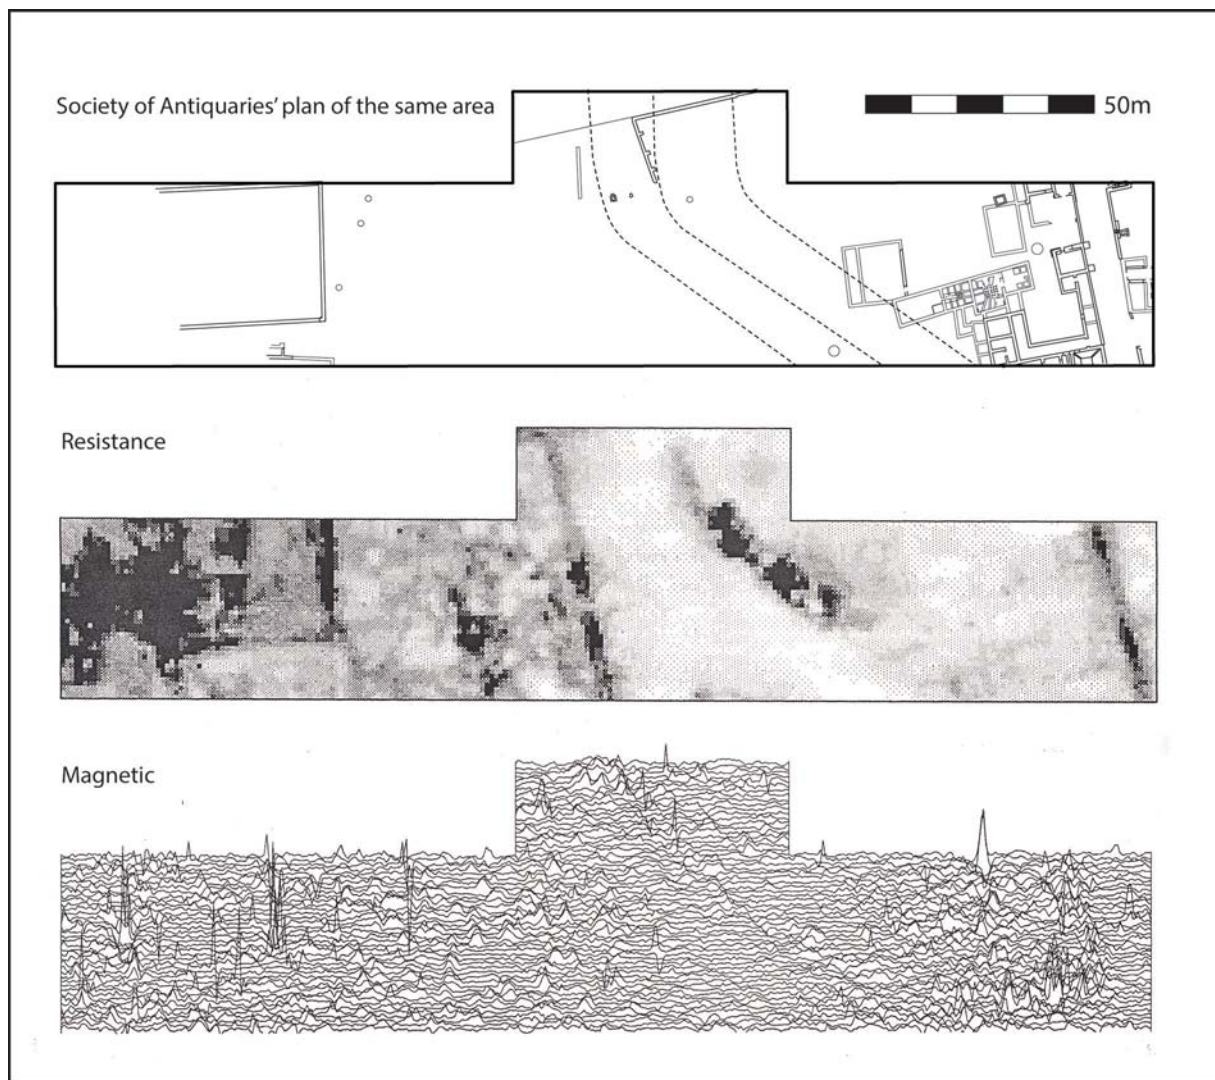 Society of Antiquaries' plan of the same area
50m
Resistance
Magnetic